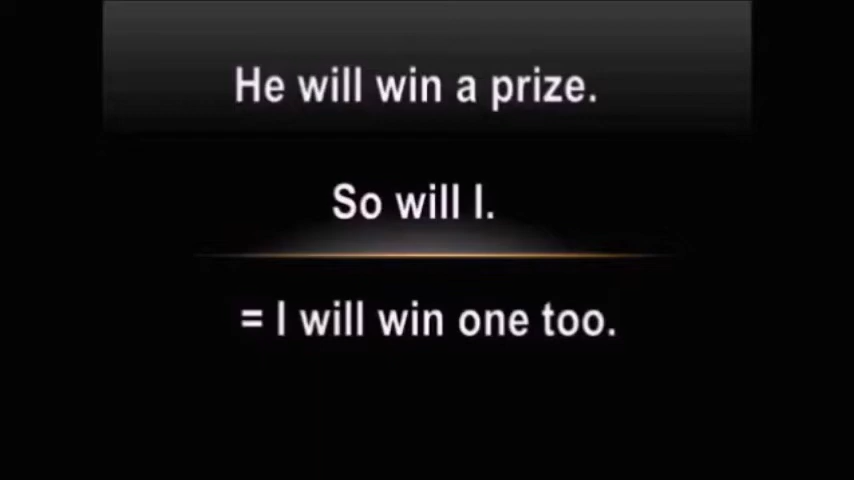 He will win a prize.
So will I.
= I will win one too.